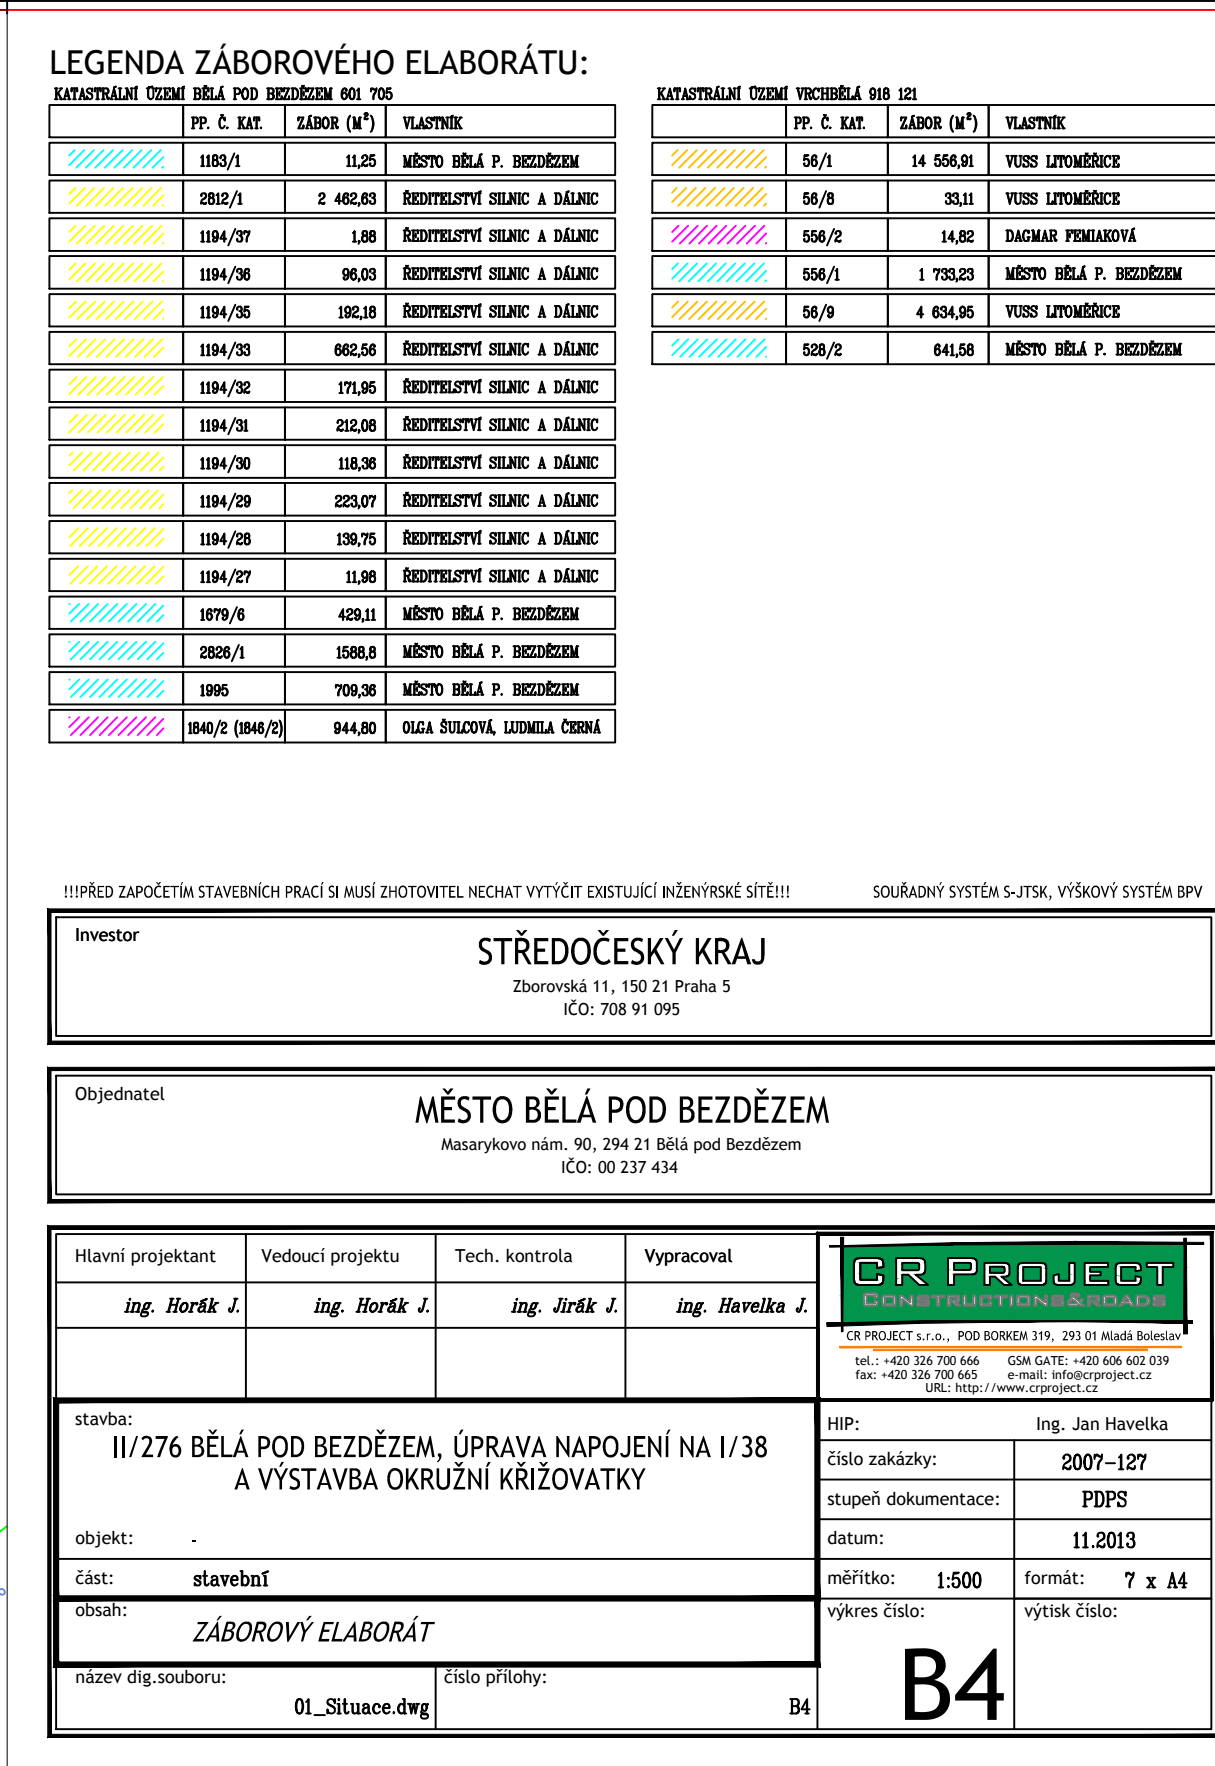 LEGENDA ZÁBOROVÉHO ELABORÁTU:
KATASTRÁLNÍ ÚZEMÍ BĚLÁ POD BEZDĚZEM 601 705
PP. Č. KAT. ZÁBOR (M²) VLASTNÍK
1183/1 11,25 MĚSTO BĚLÁ P. BEZDĚZEM
2812/1 2 462,63 ŘEDITELSTVÍ SILNIC A DÁLNIC
1194/37 1,88 ŘEDITELSTVÍ SILNIC A DÁLNIC
1194/36 96,03 ŘEDITELSTVÍ SILNIC A DÁLNIC
1194/35 192,18 ŘEDITELSTVÍ SILNIC A DÁLNIC
1194/33 662,56 ŘEDITELSTVÍ SILNIC A DÁLNIC
1194/32 171,95 ŘEDITELSTVÍ SILNIC A DÁLNIC
1194/31 212,08 ŘEDITELSTVÍ SILNIC A DÁLNIC
1194/30 118,36 ŘEDITELSTVÍ SILNIC A DÁLNIC
1194/29 223,07 ŘEDITELSTVÍ SILNIC A DÁLNIC
1194/28 139,75 ŘEDITELSTVÍ SILNIC A DÁLNIC
1194/27 11,98 ŘEDITELSTVÍ SILNIC A DÁLNIC
1679/6 429,11 MĚSTO BĚLÁ P. BEZDĚZEM
2826/1 1588,8 MĚSTO BĚLÁ P. BEZDĚZEM
1995 709,36 MĚSTO BĚLÁ P. BEZDĚZEM
1840/2 (1846/2) 944,80 OLGA ŠULCOVÁ, LUDMILA ČERNÁ
KATASTRÁLNÍ ÚZEMÍ VRCHBĚLÁ 918 121
PP. Č. KAT. ZÁBOR (M²) VLASTNÍK
56/1 14 556,91 VUSS LITOMĚŘICE
56/8 33,11 VUSS LITOMĚŘICE
556/2 14,82 DAGMAR FEMIAKOVÁ
556/1 1 733,23 MĚSTO BĚLÁ P. BEZDĚZEM
56/9 4 634,95 VUSS LITOMĚŘICE
528/2 641,58 MĚSTO BĚLÁ P. BEZDĚZEM
!!!PŘED ZAPOČETÍM STAVEBNÍCH PRACÍ SI MUSÍ ZHOTOVITEL NECHAT VYTÝČIT EXISTUJÍCÍ INŽENÝRSKÉ SÍTĚ!!! SOUŘADNÝ SYSTÉM S-JTSK, VÝŠKOVÝ SYSTÉM BPV
Investor
STŘEDOČESKÝ KRAJ
Zborovská 11, 150 21 Praha 5
IČO: 708 91 095
Objednatel
MĚSTO BĚLÁ POD BEZDĚZEM
Masarykovo nám. 90, 294 21 Bělá pod Bezdězem
IČO: 00 237 434
Hlavní projektant Vedoucí projektu Tech. kontrola Vypracoval
ing. Horák J. ing. Horák J. ing. Jirák J. ing. Havelka J.
CR PROJECT
CONSTRUCTIONS&ROADS
CR PROJECT s.r.o., POD BORKEM 319, 293 01 Mladá Boleslav
tel.: +420 326 700 666 GSM GATE: +420 606 602 039
fax: +420 326 700 665 e-mail: info@crproject.cz
URL: http://www.crproject.cz
stavba:
II/276 BĚLÁ POD BEZDĚZEM, ÚPRAVA NAPOJENÍ NA I/38
A VÝSTAVBA OKRUŽNÍ KŘIŽOVATKY
objekt: -
část: stavební
obsah:
ZÁBOROVÝ ELABORÁT
název dig.souboru:
01_Situace.dwg
číslo přílohy:
B4
HIP: Ing. Jan Havelka
číslo zakázky: 2007-127
stupeň dokumentace: PDPS
datum: 11.2013
měřítko: 1:500 formát: 7 x A4
výkres číslo: výtisk číslo:
B4